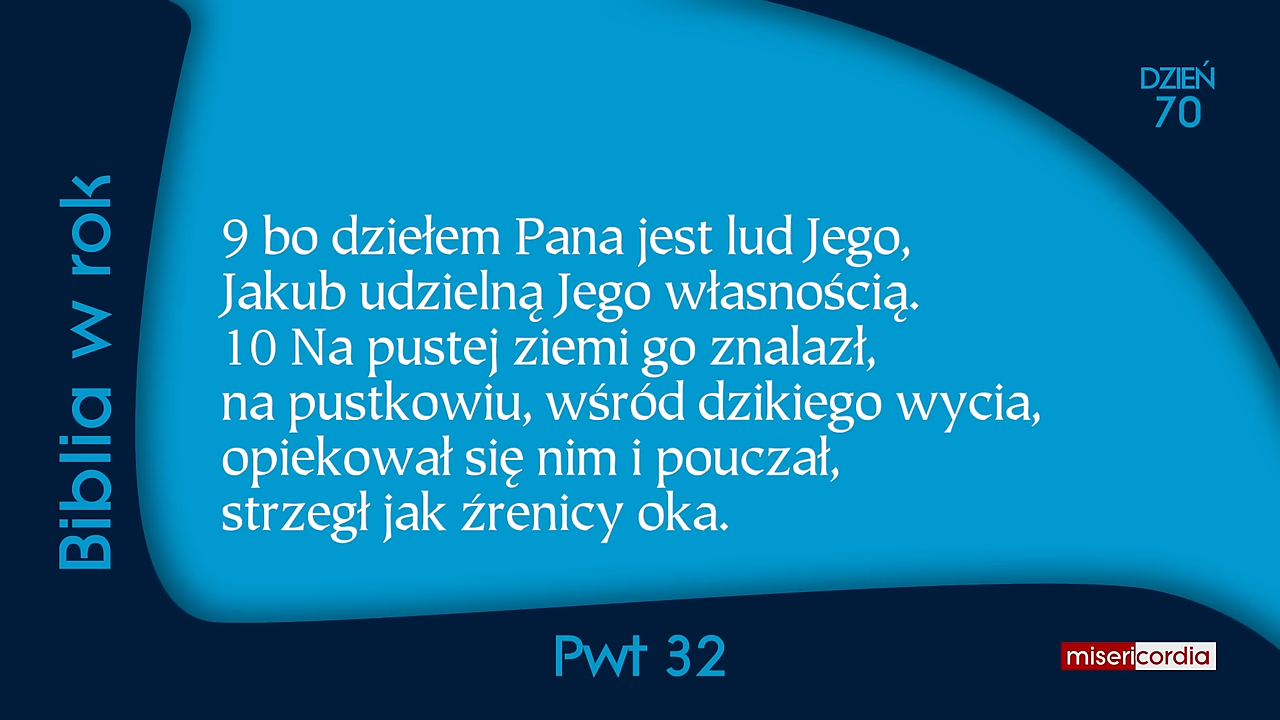 DZIEŃ
70
Biblia w rok
9 bo dziełem Pana jest lud Jego,
Jakub udzielną Jego własnością.
10 Na pustej ziemi go znalazł,
na pustkowiu, wśród dzikiego wycia,
opiekował się nim i pouczał,
strzegł jak źrenicy oka.
Pwt 32
misericordia